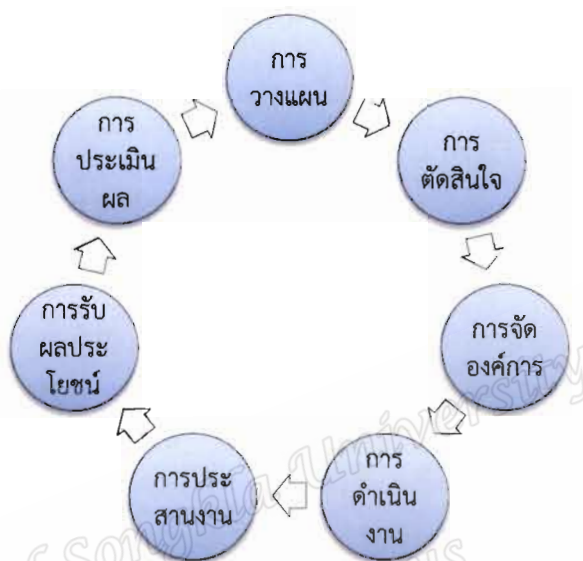 การ
วางแผน
การ
ตัดสินใจ
การจัด
องค์การ
การ
ดำเนิน
งาน
การประ
สานงาน
การรับ
ผลประ
โยชน์
การ
ประเมิน
ผล
Songkla University